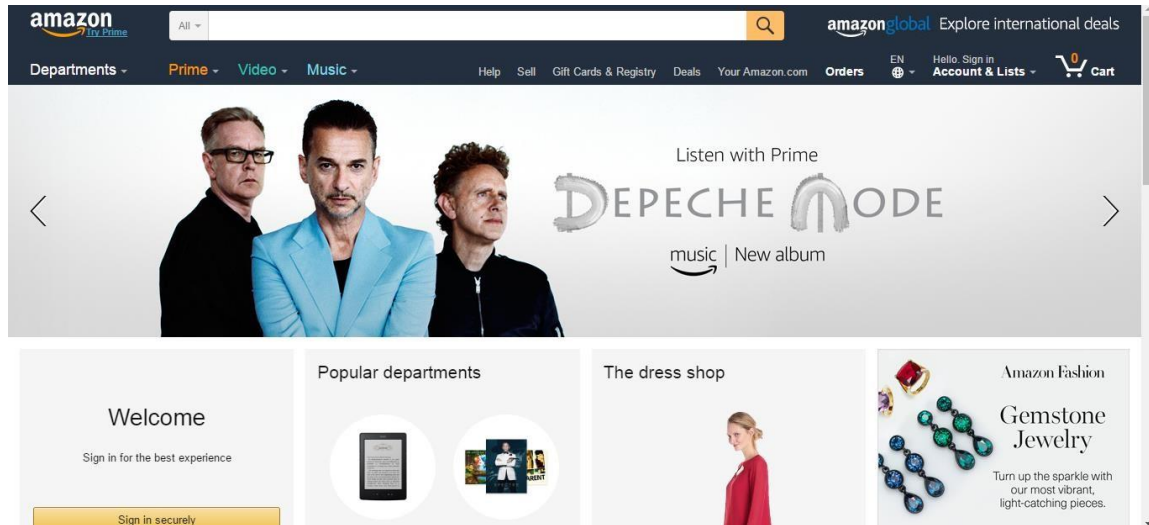 amazon
Try Prime
All
amazonglobal Explore international deals
Departments
Prime
Video
Music
Help
Sell
Gift Cards & Registry
Deals
Your Amazon.com
Orders
EN
Hello. Sign in
Account & Lists
0
Cart
Listen with Prime
DEPECHE MODE
music | New album
Welcome
Sign in for the best experience
Sign in securely
Popular departments
SPECTRE
The dress shop
Amazon Fashion
Gemstone
Jewelry
Turn up the sparkle with
our most vibrant,
light-catching pieces.